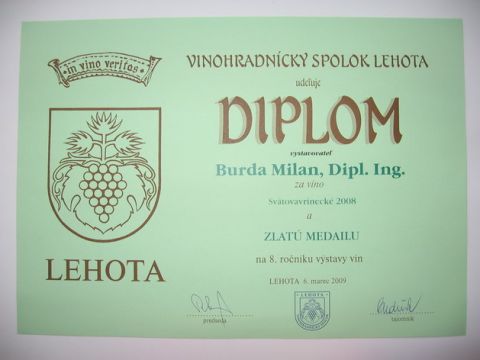 in vino veritas
VINOHRADNÍCKY SPOLOK LEHOTA
udeľuje
DIPLOM
vystavovateľ
Burda Milan, Dipl. Ing.
za víno
Svätovavrinecké 2008
a
ZLATÚ MEDAILU
na 8. ročníku výstavy vín
LEHOTA
LEHOTA 6. marec 2009
predseda
LEHOTA
tajomník